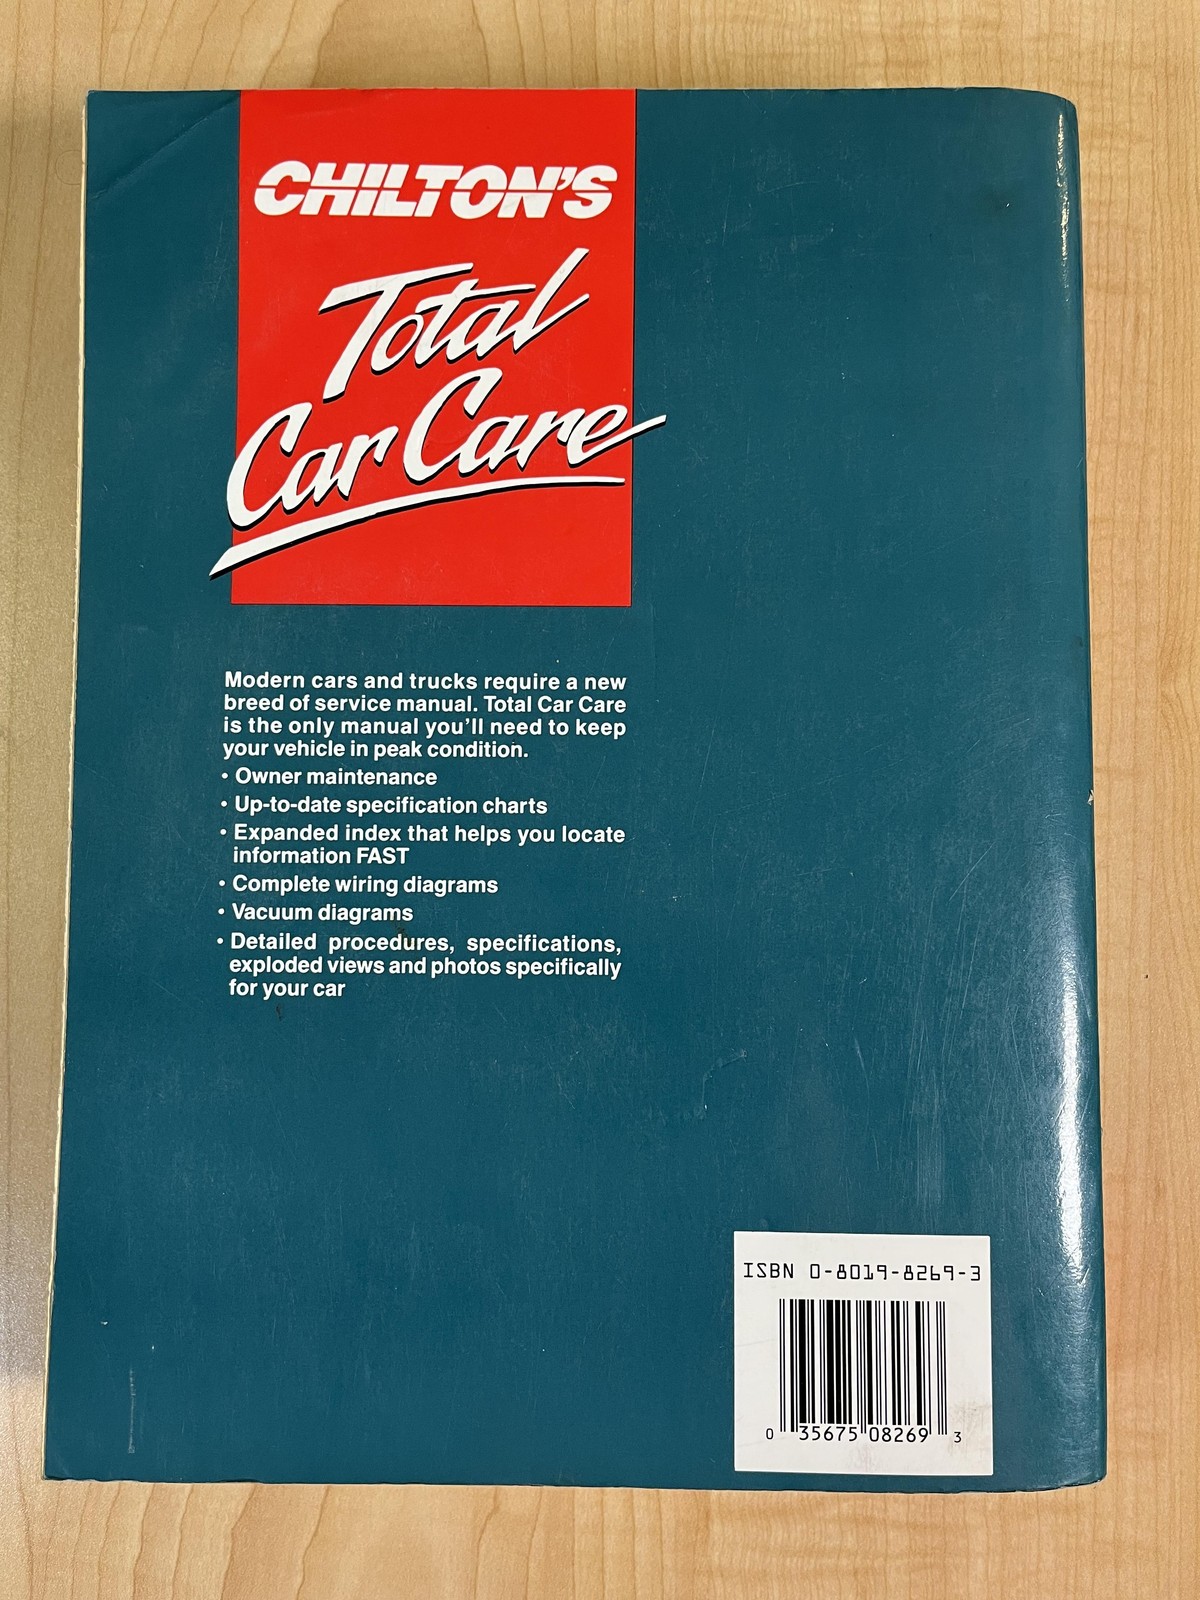 CHILTON'S
Total
Car Care
Modern cars and trucks require a new
breed of service manual. Total Car Care
is the only manual you'll need to keep
your vehicle in peak condition.
• Owner maintenance
• Up-to-date specification charts
• Expanded index that helps you locate
information FAST
• Complete wiring diagrams
• Vacuum diagrams
• Detailed procedures, specifications,
exploded views and photos specifically
for your car
ISBN 0-8019-8269-3
0 35675 08269 3